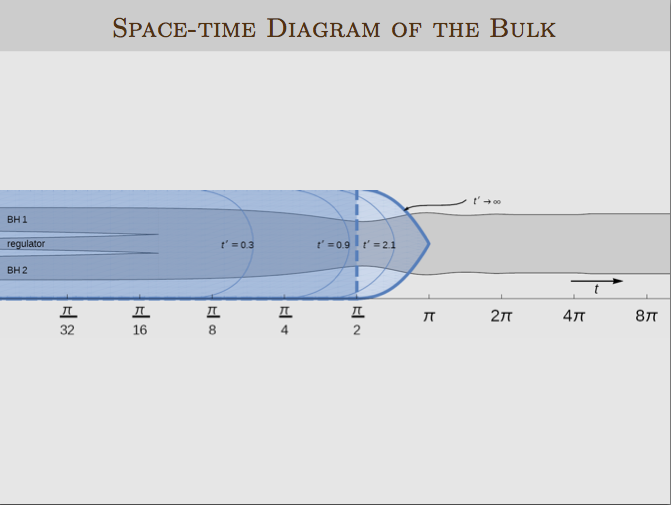 Space-time Diagram of the Bulk
t′ → ∞
BH 1
regulator
BH 2
t′ = 0.3
t′ = 0.9
t′ = 2.1
t
π/32
π/16
π/8
π/4
π/2
π
2π
4π
8π